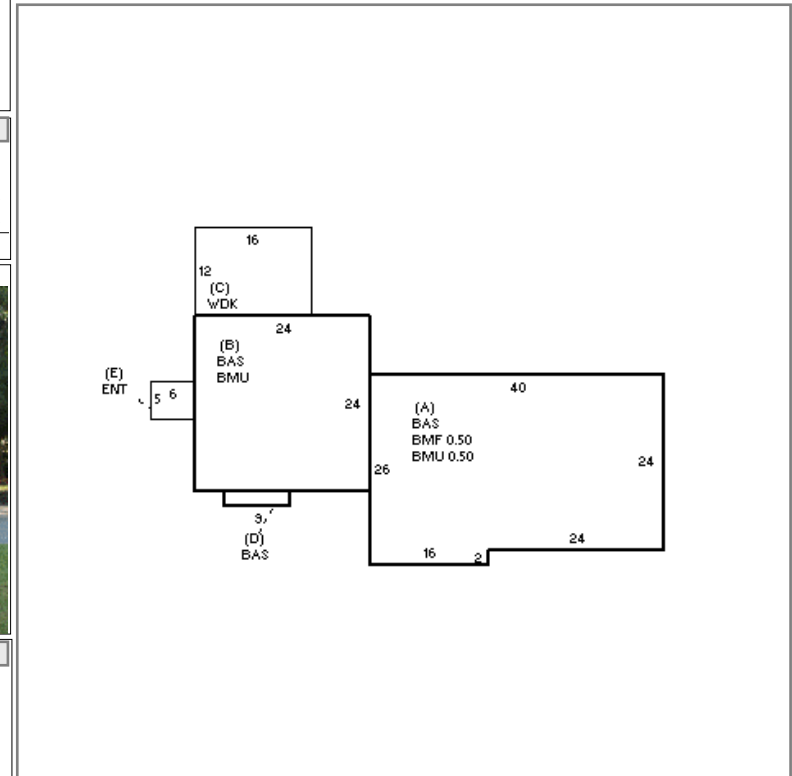 16
12
(C)
WDK
24
(B)
BAS
BMU
24
(E)
ENT
5 6
40
(A)
BAS
BMF 0.50
BMU 0.50
26
24
24
16
2
9
(D)
BAS